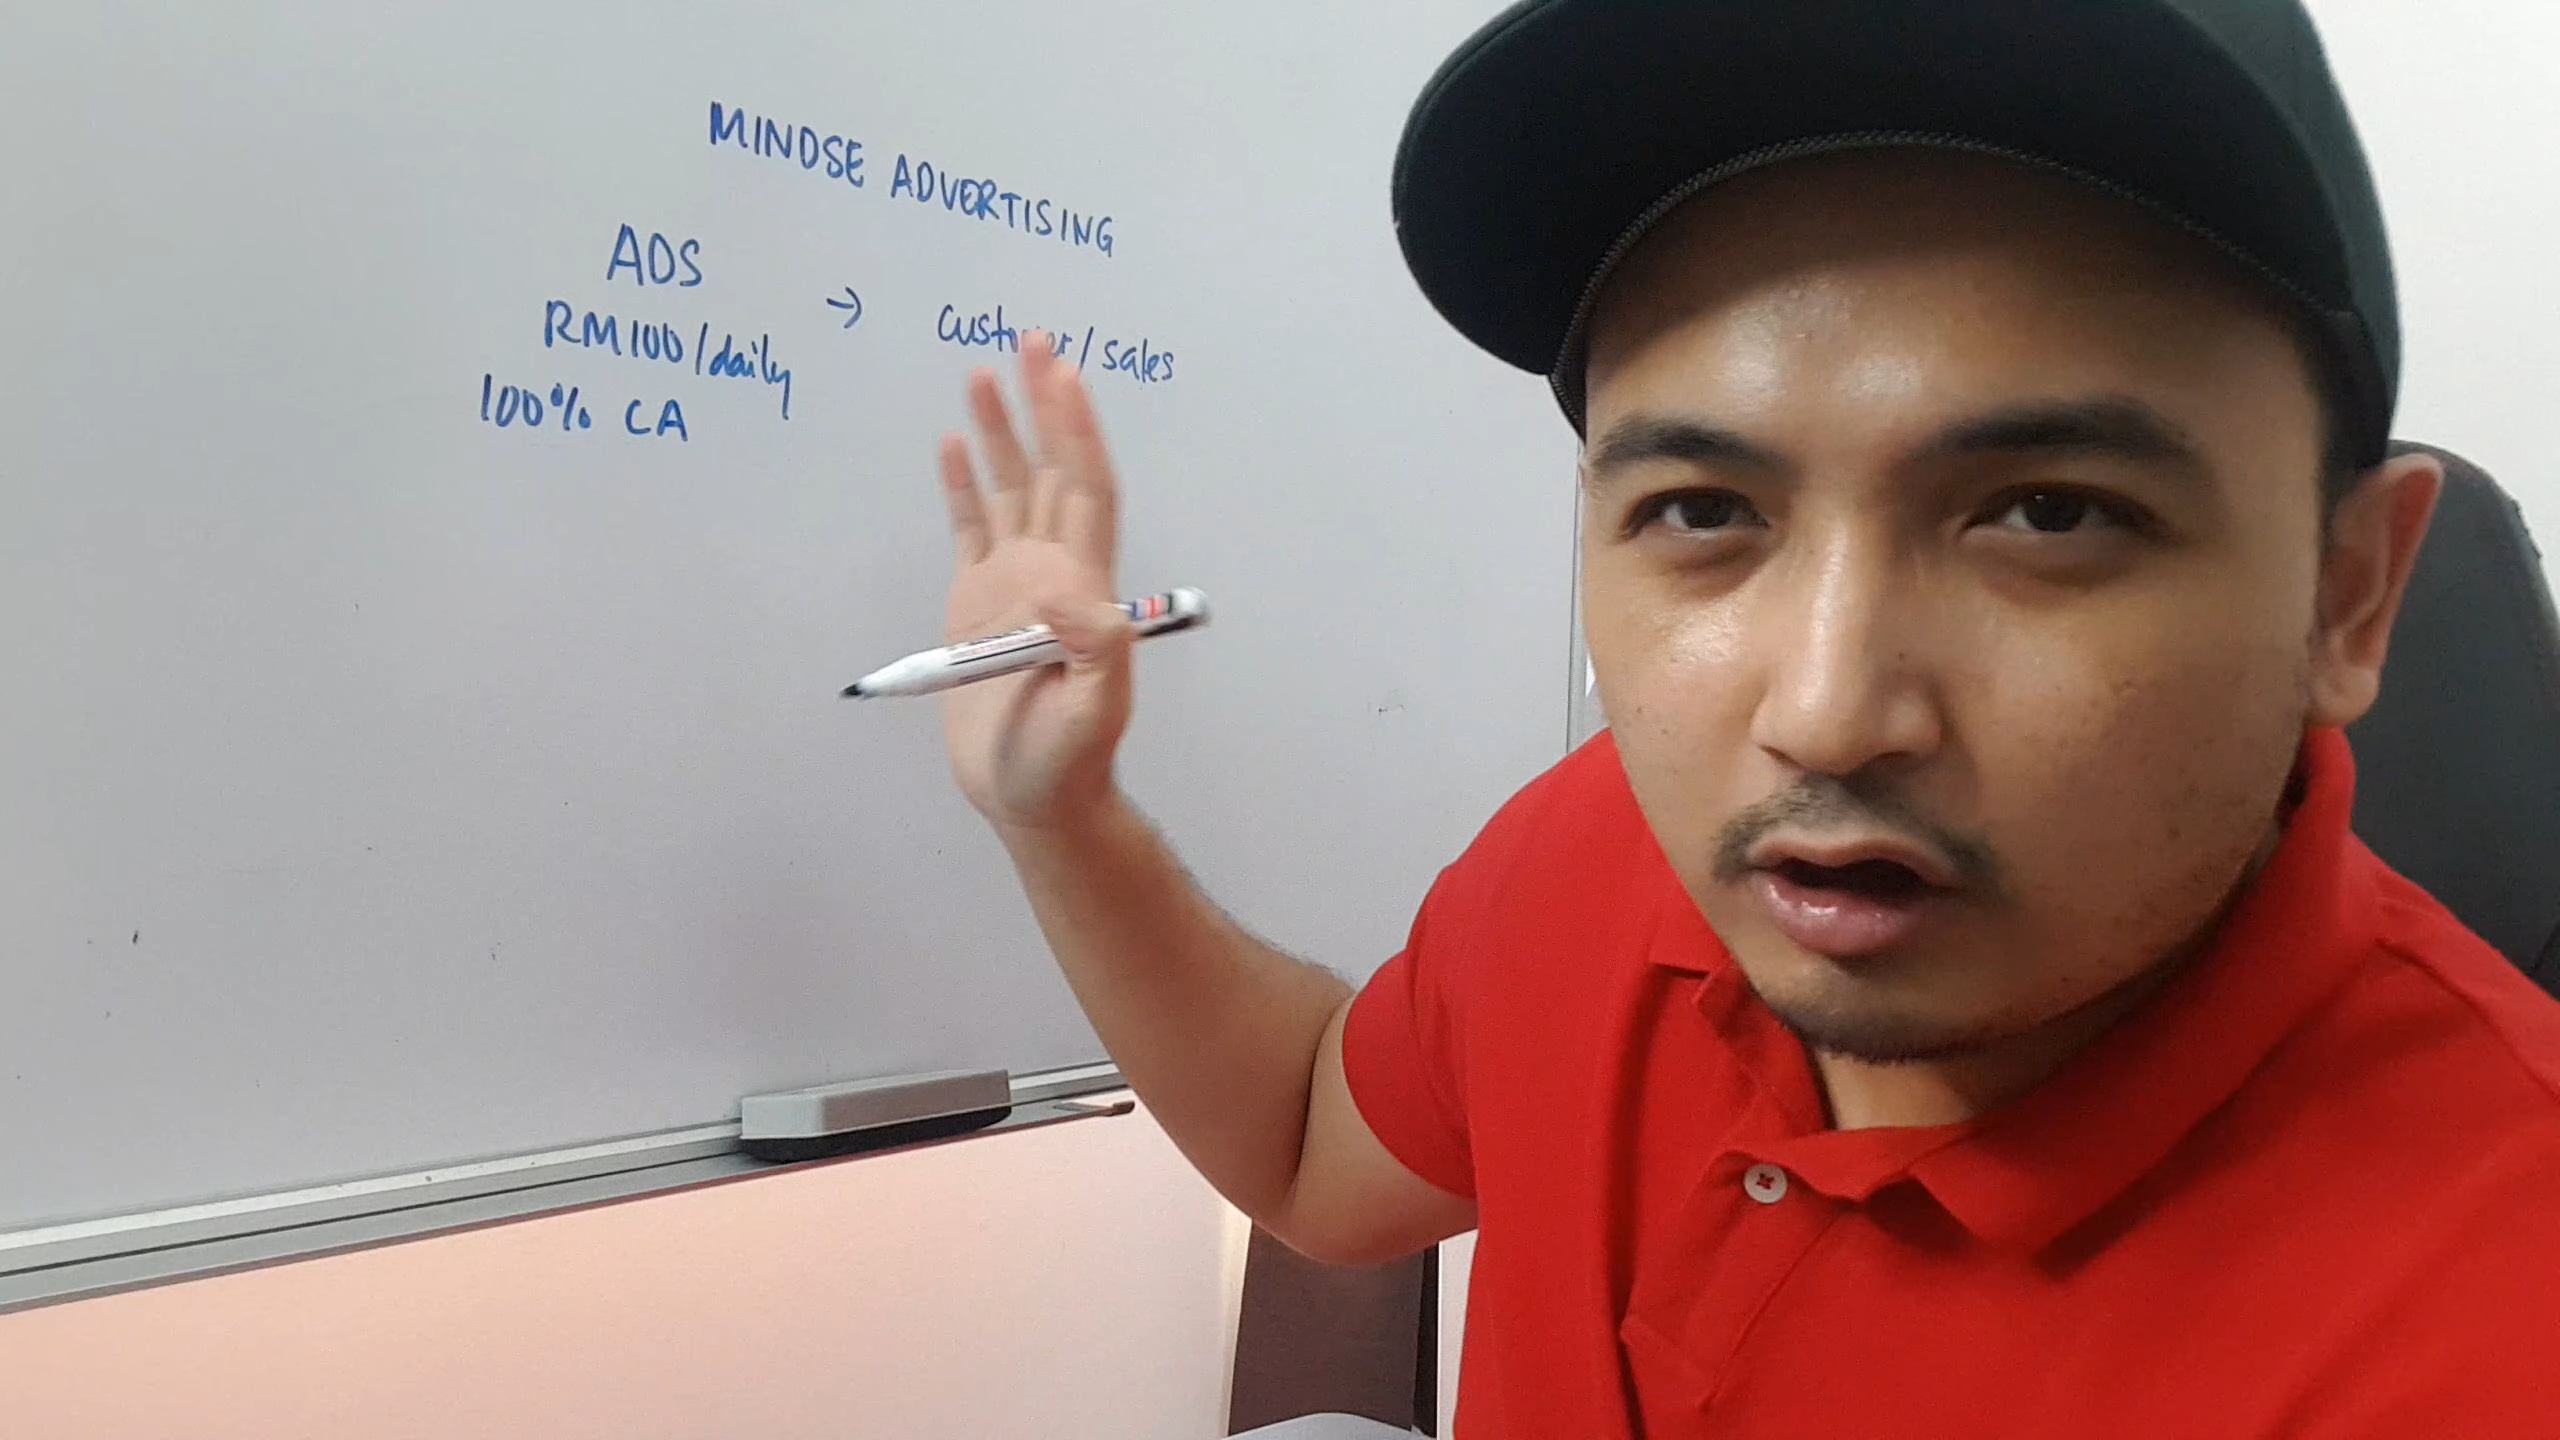 MINDSE ADVERTISING
ADS
RM100/daily → customer/sales
100% CA